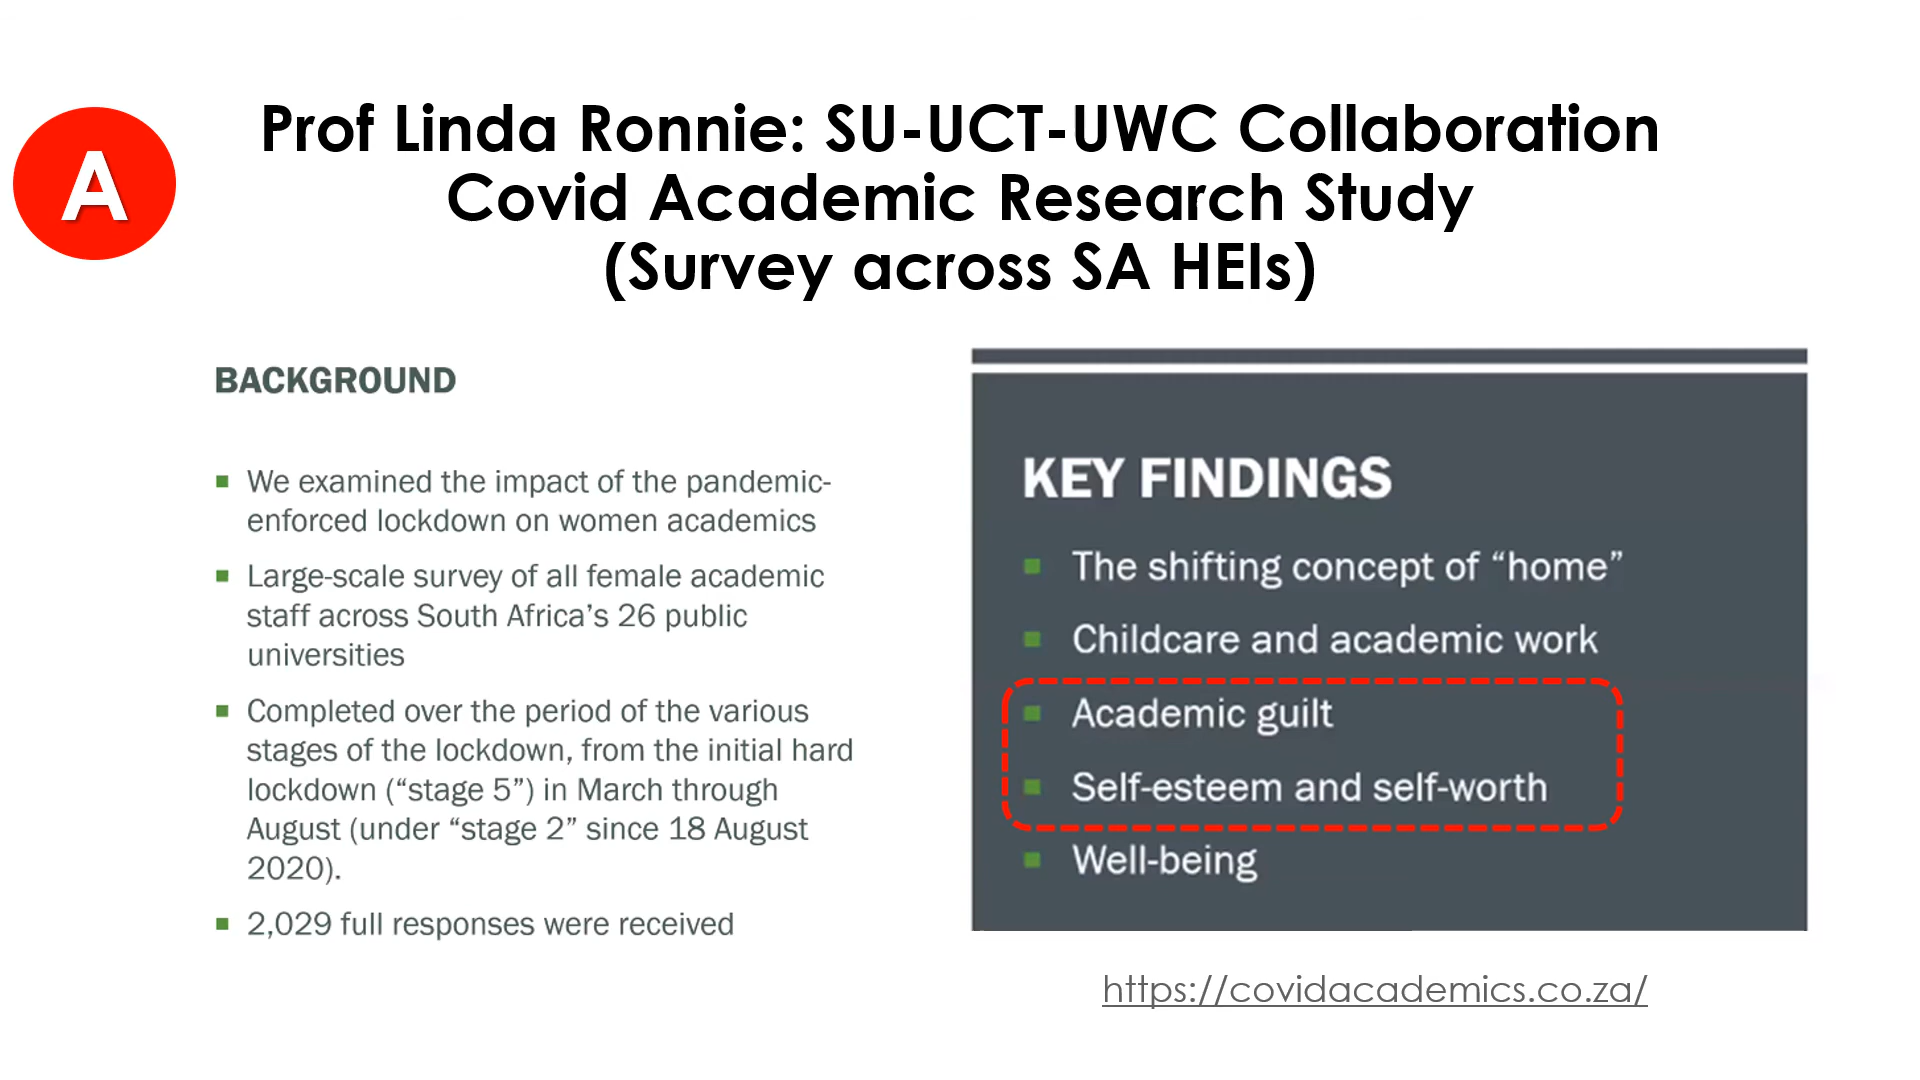 A
Prof Linda Ronnie: SU-UCT-UWC Collaboration
Covid Academic Research Study
(Survey across SA HEIs)
BACKGROUND
We examined the impact of the pandemic-
enforced lockdown on women academics
Large-scale survey of all female academic
staff across South Africa’s 26 public
universities
Completed over the period of the various
stages of the lockdown, from the initial hard
lockdown (“stage 5”) in March through
August (under “stage 2” since 18 August
2020).
2,029 full responses were received
KEY FINDINGS
The shifting concept of “home”
Childcare and academic work
Academic guilt
Self-esteem and self-worth
Well-being
https://covidacademics.co.za/